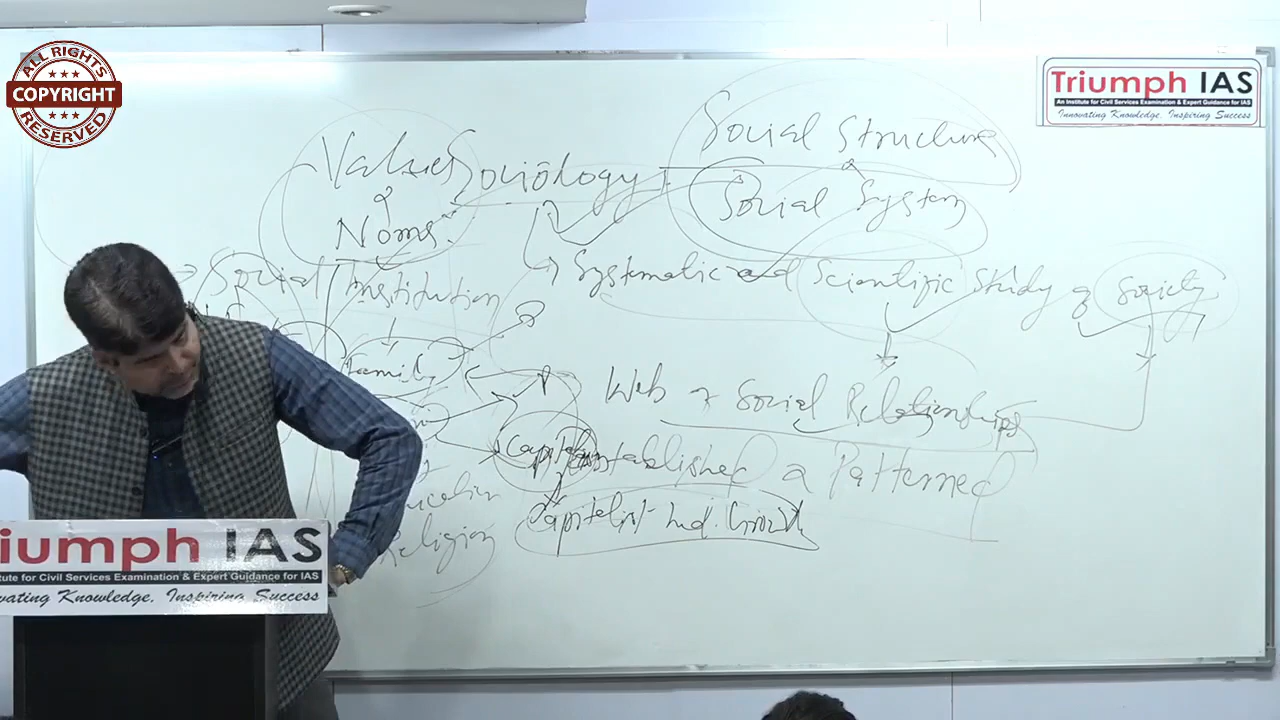 ALL RIGHTS
COPYRIGHT
RESERVED
Triumph IAS
An Institute for Civil Services Examination & Expert Guidance for IAS
Innovating Knowledge, Inspiring Success
Social Structure
Values Sociology
Social System
Noms.
Systematic and Scientific Study of Society
Social Institution
Family
Web of Social Relationships
Established a Patterned
Capitalist Ind. Growth
Religion
iumph IAS
tute for Civil Services Examination & Expert Guidance for IAS
vating Knowledge, Inspiring Success